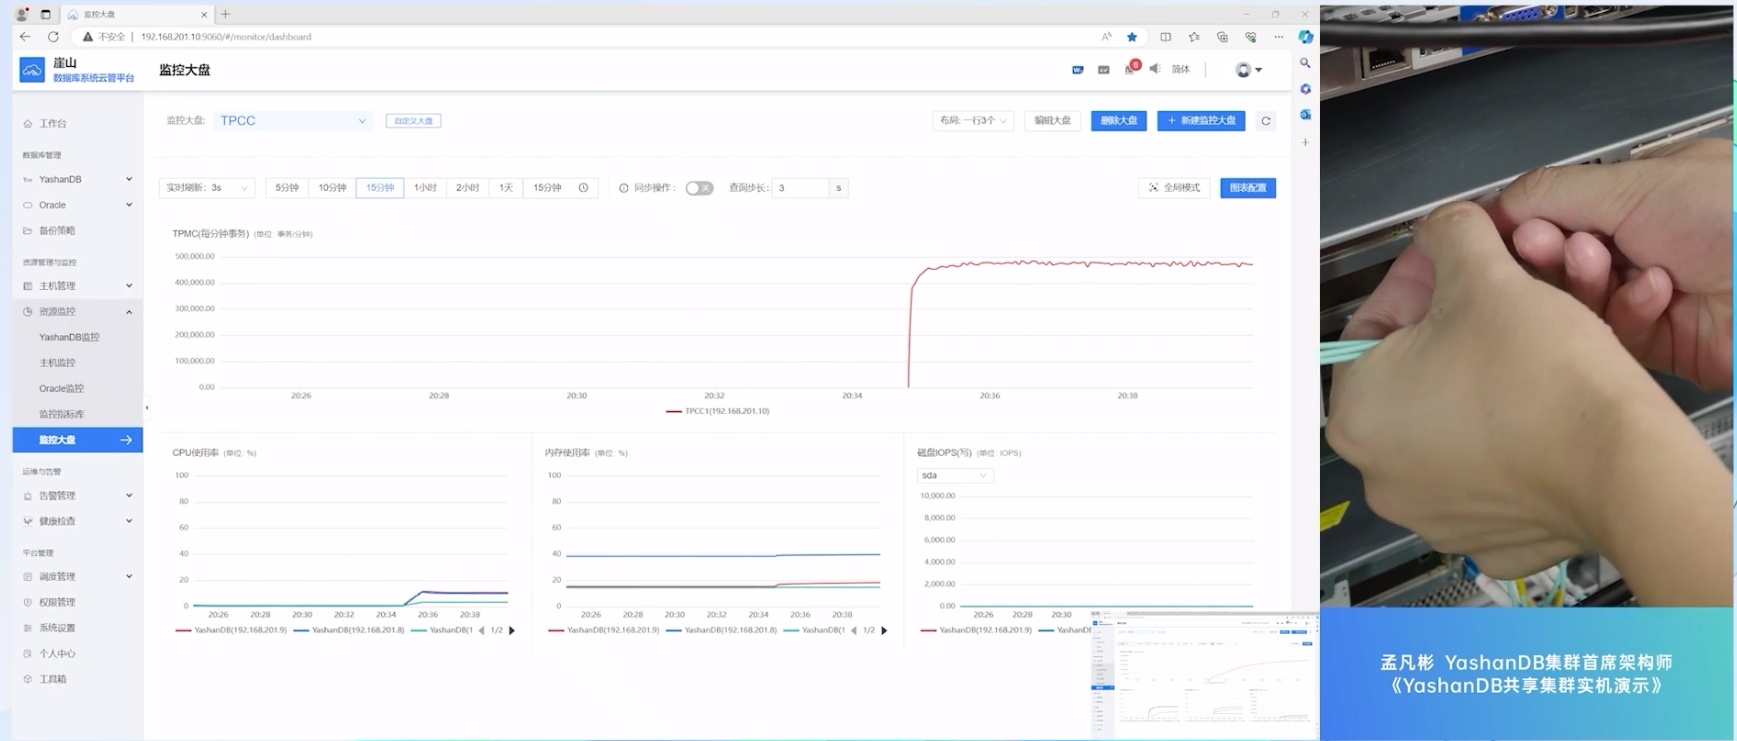 监控大盘
不安全 | 192.168.201.10:9060/#/monitor/dashboard
崖山
数据库系统云管平台
监控大盘
6
简体
工作台
数据库管理
YashanDB
Oracle
备份策略
资源管理与监控
主机管理
资源监控
YashanDB监控
主机监控
Oracle监控
监控指标库
监控大盘
运维与告警
告警管理
健康检查
平台管理
调度管理
权限管理
系统设置
个人中心
工具箱
监控大盘: TPCC 自定义大盘 布局: 一行3个 编辑大盘 删除大盘 + 新建监控大盘
实时刷新: 3s 5分钟 10分钟 15分钟 1小时 2小时 1天 15分钟 同步操作: 关 查询步长: 3 s 全局模式 图表配置
TPMC(每分钟事务) (单位: 事务/分钟)
500,000.00
400,000.00
300,000.00
200,000.00
100,000.00
0.00
20:26 20:28 20:30 20:32 20:34 20:36 20:38
TPCC1(192.168.201.10)
CPU使用率 (单位: %)
100
80
60
40
20
0
20:26 20:28 20:30 20:32 20:34 20:36 20:38
YashanDB(192.168.201.9) YashanDB(192.168.201.8) YashanDB(1 1/2
内存使用率 (单位: %)
100
80
60
40
20
0
20:26 20:28 20:30 20:32 20:34 20:36 20:38
YashanDB(192.168.201.9) YashanDB(192.168.201.8) YashanDB(1 1/2
磁盘IOPS(写) (单位: IOPS)
sda
10,000.00
8,000.00
6,000.00
4,000.00
2,000.00
0.00
20:26 20:28 20:30
YashanDB(192.168.201.9) YashanD
孟凡彬 YashanDB集群首席架构师
《YashanDB共享集群实机演示》